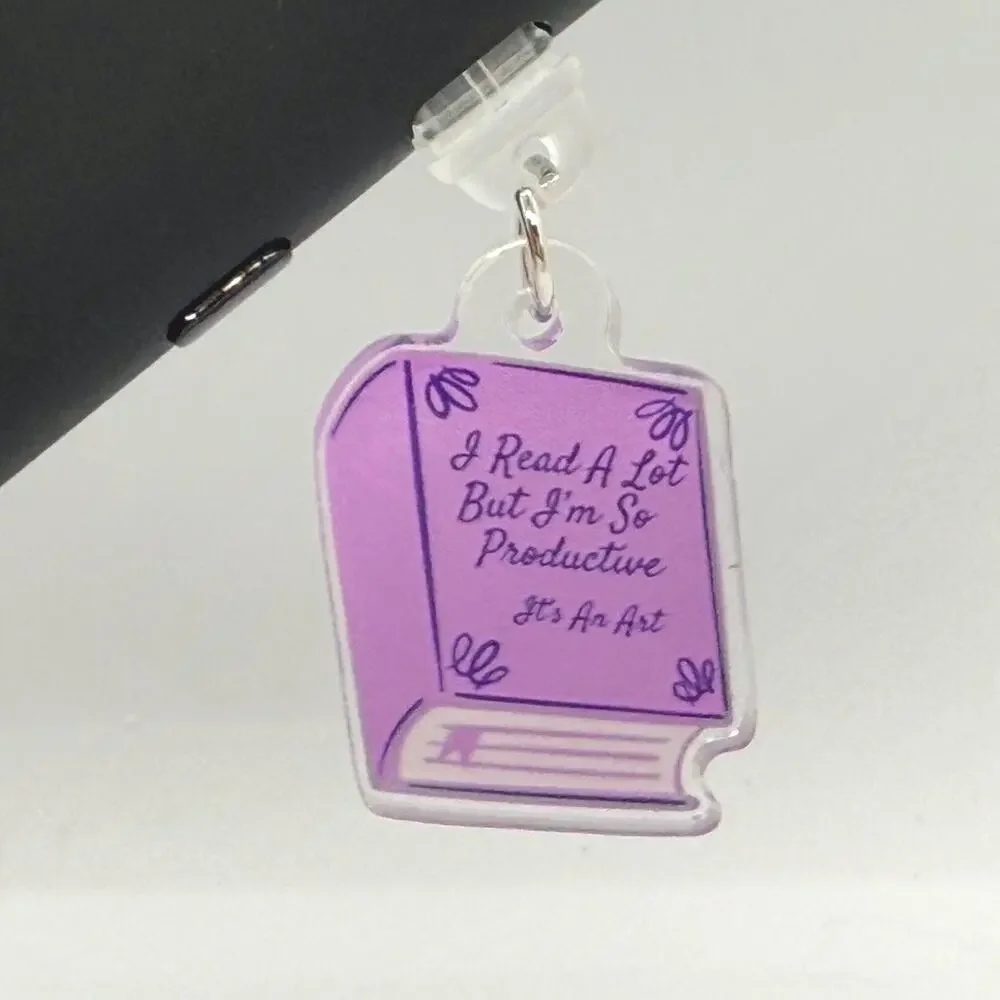 I Read A Lot
But I'm So
Productive
It's An Art